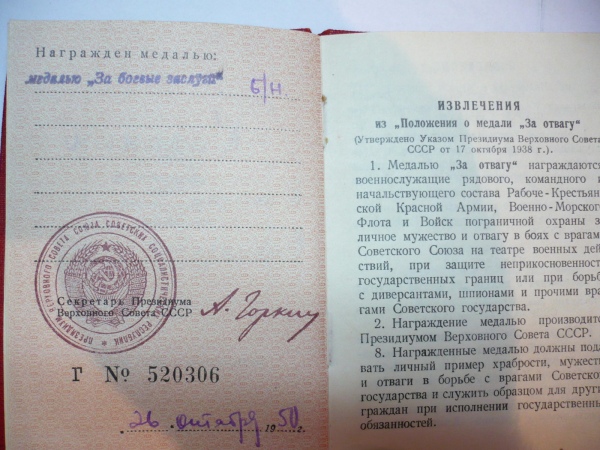 Награжден медалью:
медалью „За боевые заслуги“
б/н
ПРЕЗИДИУМ ВЕРХОВНОГО СОВЕТА СОЮЗА СОВЕТСКИХ СОЦИАЛИСТИЧЕСКИХ РЕСПУБЛИК
Секретарь Президиума
Верховного Совета СССР
А. Горкин
Г № 520306
26 октября 1950 г.
ИЗВЛЕЧЕНИЯ
из „Положения о медали „За отвагу“
(Утверждено Указом Президиума Верховного Совета
СССР от 17 октября 1938 г.).
1. Медалью „За отвагу“ награждаются
военнослужащие рядового, командного и
начальствующего состава Рабоче-Крестьян-
ской Красной Армии, Военно-Морского
Флота и Войск пограничной охраны за
личное мужество и отвагу в боях с врагами
Советского Союза на театре военных дей-
ствий, при защите неприкосновенности
государственных границ или при борьбе
с диверсантами, шпионами и прочими вра-
гами Советского государства.
2. Награждение медалью производится
Президиумом Верховного Совета СССР.
8. Награжденные медалью должны пода-
вать личный пример храбрости, мужества
и отваги в борьбе с врагами Советского
государства и служить образцом для других
граждан при исполнении государственных
обязанностей.